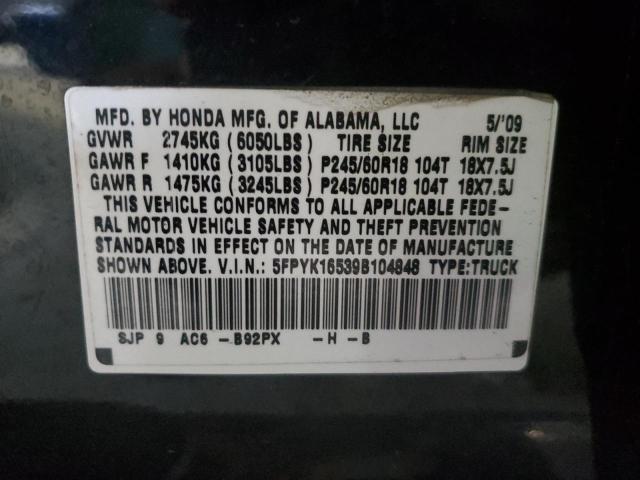 MFD. BY HONDA MFG. OF ALABAMA, LLC 5/'09
GVWR 2745KG (6050LBS) TIRE SIZE RIM SIZE
GAWR F 1410KG (3105LBS) P245/60R18 104T 18X7.5J
GAWR R 1475KG (3245LBS) P245/60R18 104T 18X7.5J
THIS VEHICLE CONFORMS TO ALL APPLICABLE FEDE-
RAL MOTOR VEHICLE SAFETY AND THEFT PREVENTION
STANDARDS IN EFFECT ON THE DATE OF MANUFACTURE
SHOWN ABOVE. V.I.N.: 5FPYK16539B104848 TYPE:TRUCK
SJP 9 AC6 -B92PX -H -B